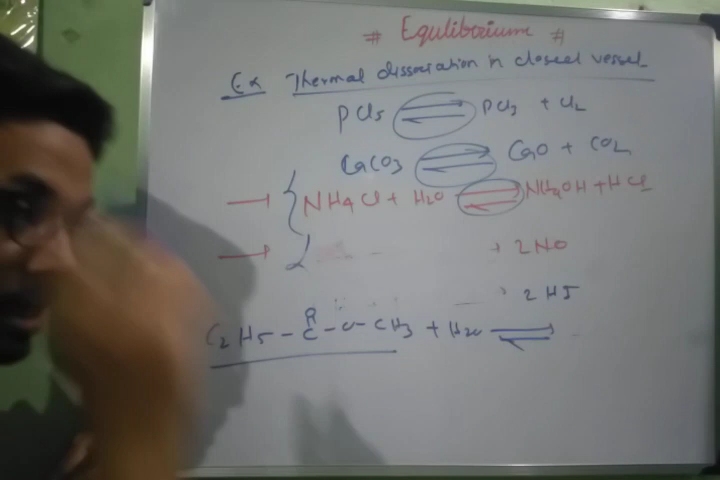 # Equlibrium #
Ex Thermal dissociation in closed vessel
PCl5 ⇌ PCl3 + Cl2
CaCO3 ⇌ CaO + CO2
→ { NH4Cl + H2O ⇌ NH4OH + HCl
→ + 2NO
2HI
C2H5 - C - O - CH3 + H2O ⇌